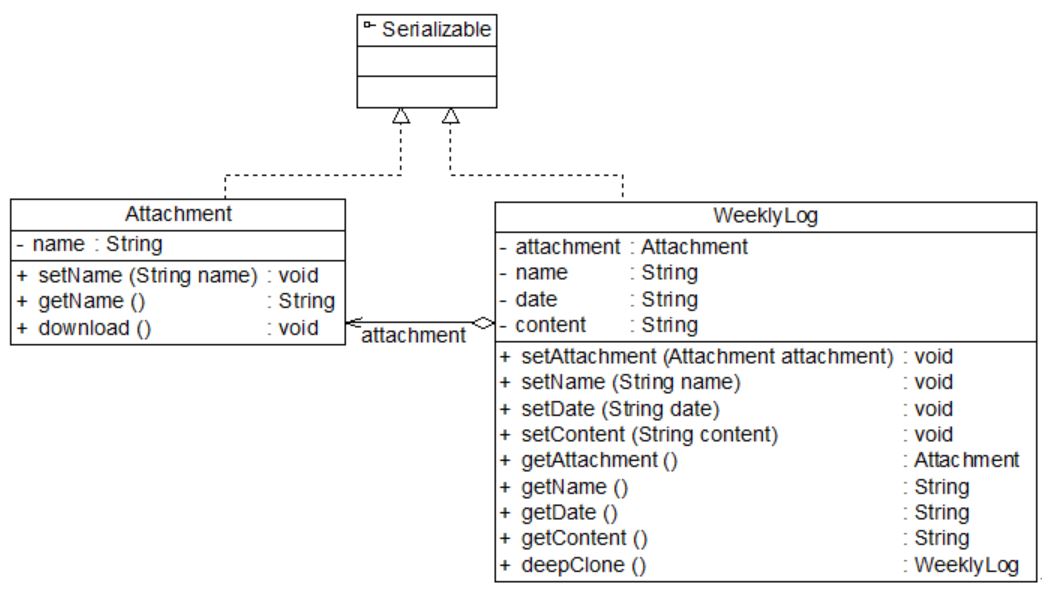 Serializable
Attachment
- name : String
+ setName (String name) : void
+ getName () : String
+ download () : void
attachment
WeeklyLog
- attachment : Attachment
- name : String
- date : String
- content : String
+ setAttachment (Attachment attachment) : void
+ setName (String name) : void
+ setDate (String date) : void
+ setContent (String content) : void
+ getAttachment () : Attachment
+ getName () : String
+ getDate () : String
+ getContent () : String
+ deepClone () : WeeklyLog